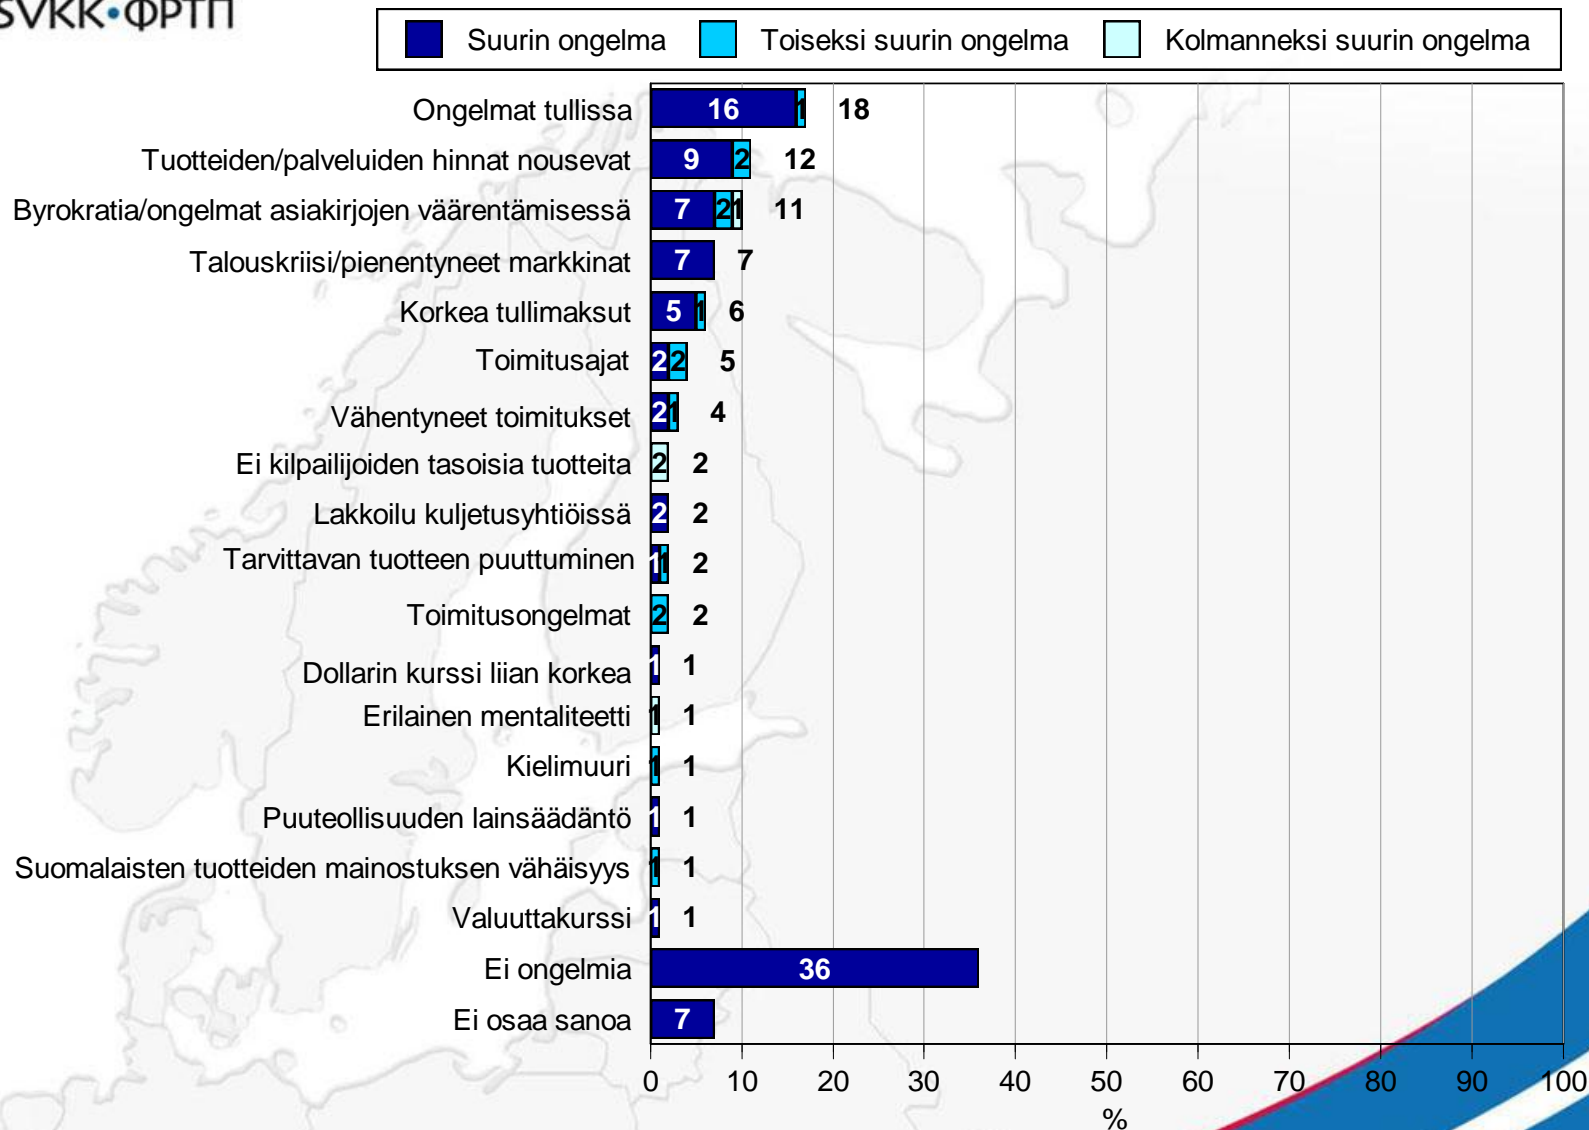 SVKK•ФРТП
Suurin ongelma Toiseksi suurin ongelma Kolmanneksi suurin ongelma
Ongelmat tullissa 16 1 18
Tuotteiden/palveluiden hinnat nousevat 9 2 12
Byrokratia/ongelmat asiakirjojen väärentämisessä 7 2 1 11
Talouskriisi/pienentyneet markkinat 7 7
Korkea tullimaksut 5 1 6
Toimitusajat 2 2 5
Vähentyneet toimitukset 2 1 4
Ei kilpailijoiden tasoisia tuotteita 2 2
Lakkoilu kuljetusyhtiöissä 2 2
Tarvittavan tuotteen puuttuminen 1 1 2
Toimitusongelmat 2 2
Dollarin kurssi liian korkea 1 1
Erilainen mentaliteetti 1 1
Kielimuuri 1 1
Puuteollisuuden lainsäädäntö 1 1
Suomalaisten tuotteiden mainostuksen vähäisyys 1 1
Valuuttakurssi 1 1
Ei ongelmia 36
Ei osaa sanoa 7
0 10 20 30 40 50 60 70 80 90 100
%